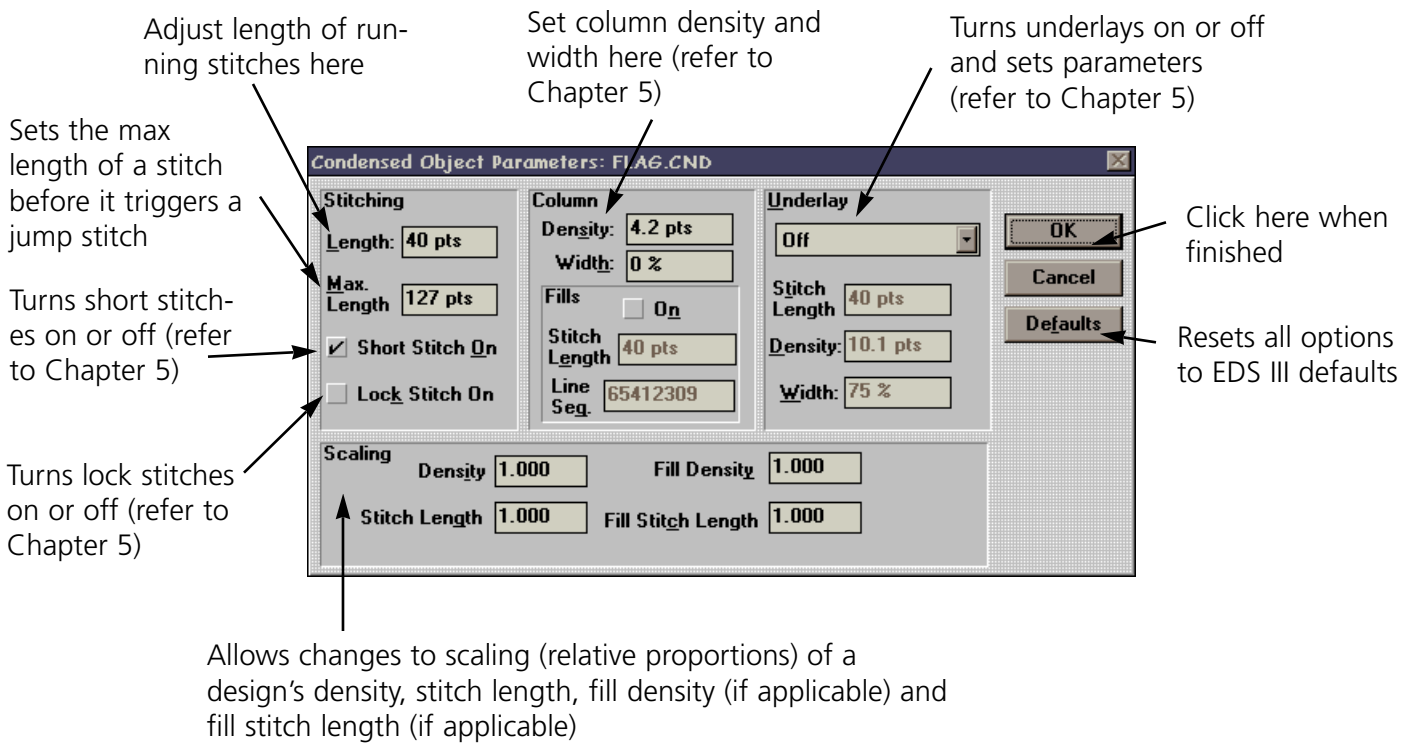 Adjust length of run-
ning stitches here
Set column density and
width here (refer to
Chapter 5)
Turns underlays on or off
and sets parameters
(refer to Chapter 5)
Sets the max
length of a stitch
before it triggers a
jump stitch
Turns short stitch-
es on or off (refer
to Chapter 5)
Turns lock stitches
on or off (refer to
Chapter 5)
Condensed Object Parameters: FLAG.CND
Stitching
Length: 40 pts
Max.
Length 127 pts
Short Stitch On
Lock Stitch On
Column
Density: 4.2 pts
Width: 0 %
Fills
On
Stitch
Length 40 pts
Line
Seq. 65412309
Underlay
Off
Stitch
Length 40 pts
Density: 10.1 pts
Width: 75 %
OK
Cancel
Defaults
Scaling
Density 1.000 Fill Density 1.000
Stitch Length 1.000 Fill Stitch Length 1.000
Click here when
finished
Resets all options
to EDS III defaults
Allows changes to scaling (relative proportions) of a
design’s density, stitch length, fill density (if applicable) and
fill stitch length (if applicable)